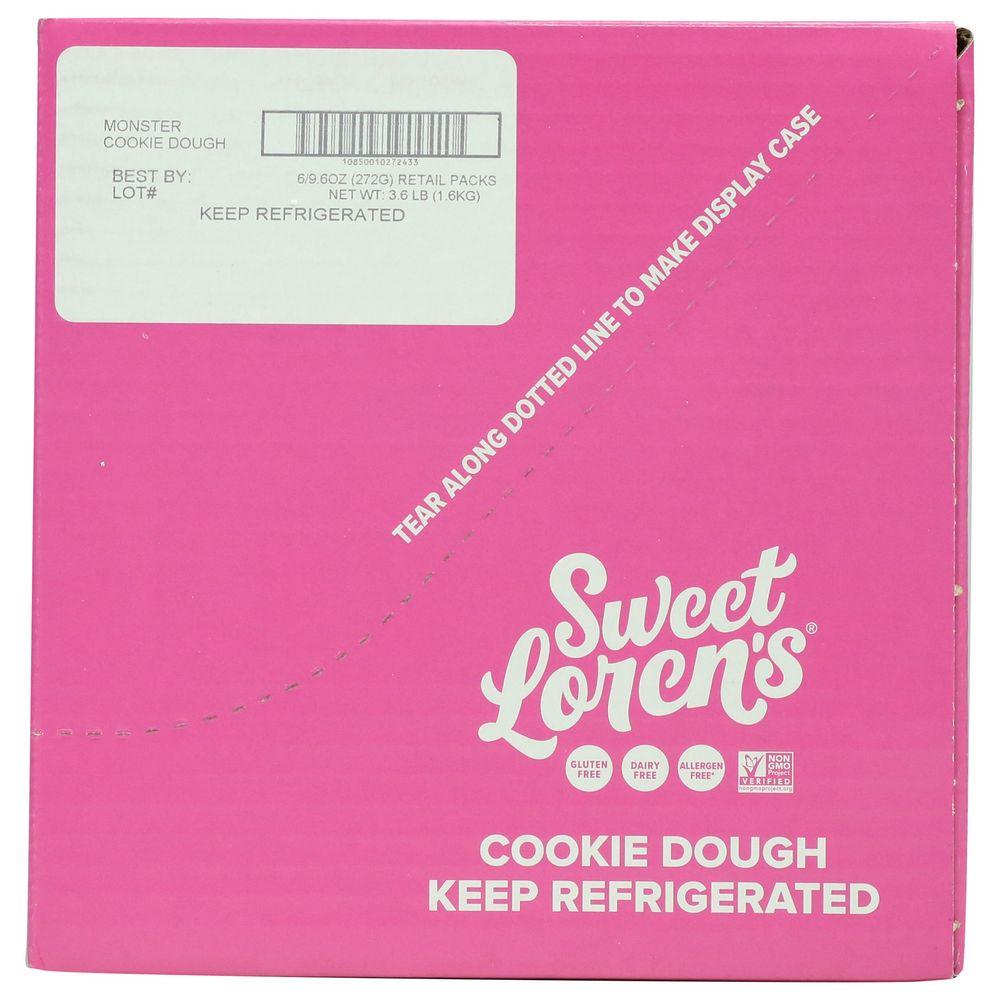 MONSTER
COOKIE DOUGH
10850010272433
BEST BY:
LOT#
6/9.6OZ (272G) RETAIL PACKS
NET WT: 3.6 LB (1.6KG)
KEEP REFRIGERATED
TEAR ALONG DOTTED LINE TO MAKE DISPLAY CASE
Sweet
Loren's®
GLUTEN
FREE
DAIRY
FREE
ALLERGEN
FREE*
NON
GMO
Project
VERIFIED
nongmoproject.org
COOKIE DOUGH
KEEP REFRIGERATED